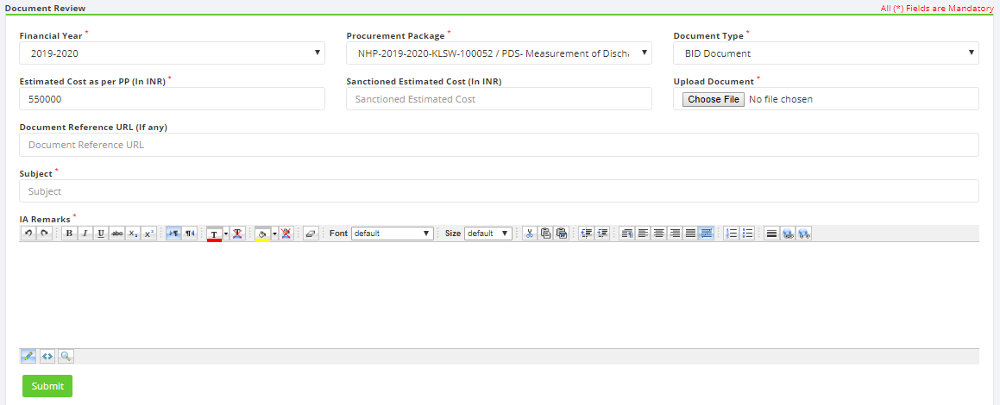 Document Review All (*) Fields are Mandatory
Financial Year * Procurement Package * Document Type *
2019-2020 NHP-2019-2020-KLSW-100052 / PDS- Measurement of Discha BID Document
Estimated Cost as per PP (In INR) * Sanctioned Estimated Cost (In INR) Upload Document *
550000 Sanctioned Estimated Cost Choose File No file chosen
Document Reference URL (If any)
Document Reference URL
Subject *
Subject
IA Remarks *
B I U abc X₂ X² T Font default Size default
Submit